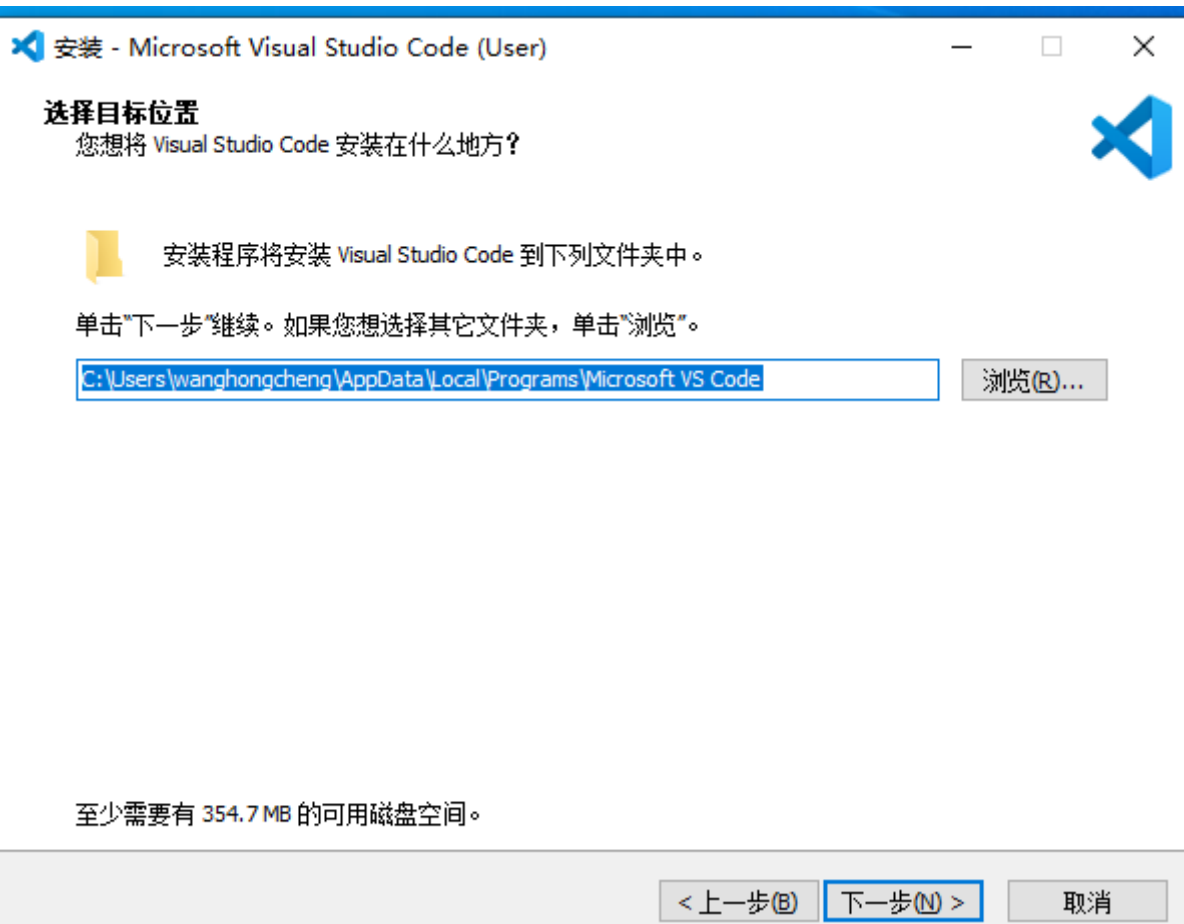 安装 - Microsoft Visual Studio Code (User)
选择目标位置
您想将 Visual Studio Code 安装在什么地方?
安装程序将安装 Visual Studio Code 到下列文件夹中。
单击"下一步"继续。如果您想选择其它文件夹，单击"浏览"。
C:\Users\wanghongcheng\AppData\Local\Programs\Microsoft VS Code
浏览(R)...
至少需要有 354.7 MB 的可用磁盘空间。
< 上一步(B) 下一步(N) > 取消